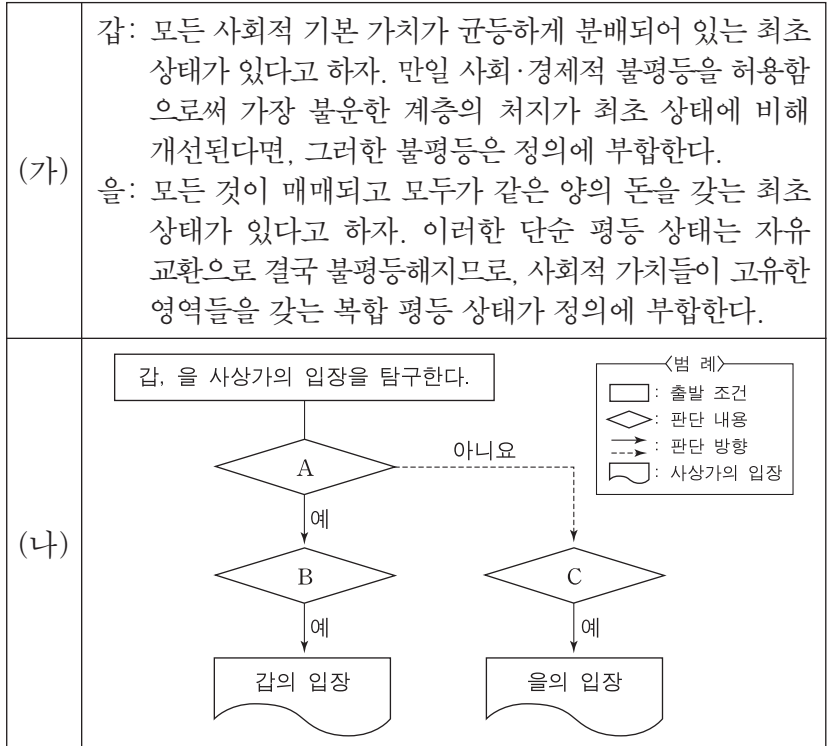 (가)
갑: 모든 사회적 기본 가치가 균등하게 분배되어 있는 최초
상태가 있다고 하자. 만일 사회·경제적 불평등을 허용함
으로써 가장 불운한 계층의 처지가 최초 상태에 비해
개선된다면, 그러한 불평등은 정의에 부합한다.
을: 모든 것이 매매되고 모두가 같은 양의 돈을 갖는 최초
상태가 있다고 하자. 이러한 단순 평등 상태는 자유
교환으로 결국 불평등해지므로, 사회적 가치들이 고유한
영역들을 갖는 복합 평등 상태가 정의에 부합한다.
(나)
갑, 을 사상가의 입장을 탐구한다.
〈범 례〉
: 출발 조건
: 판단 내용
: 판단 방향
: 사상가의 입장
A
아니요
예
B
C
예
예
갑의 입장
을의 입장